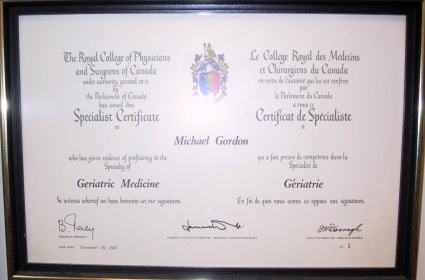 The Royal College of Physicians
and Surgeons of Canada
under authority granted to it
by
the Parliament of Canada
has issued this
Specialist Certificate
to
Le Collège Royal des Médecins
et Chirurgiens du Canada
en vertu de l'autorité qui lui est conférée
par
le Parlement du Canada
a émis ce
Certificat de Spécialiste
à
Michael Gordon
who has given evidence of proficiency in the
Specialty of
Geriatric Medicine
In witness whereof we have hereunto set our signatures.
qui a fait preuve de compétence dans la
Spécialité de
Gériatrie
En foi de quoi nous avons ici apposé nos signatures.
November 20, 1981
1